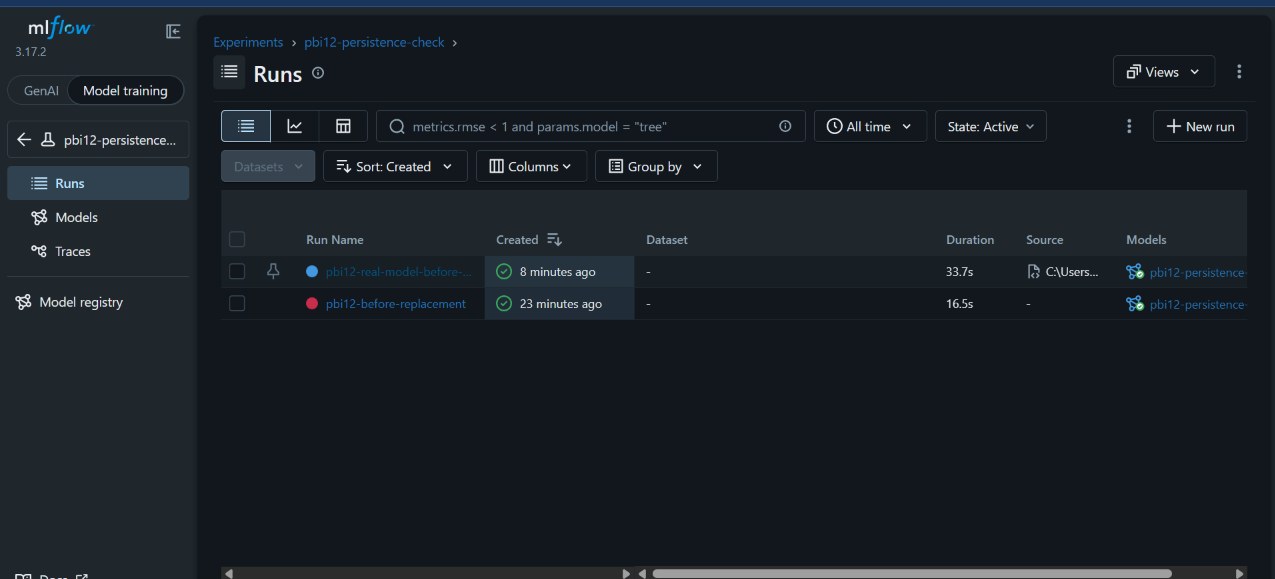 mlflow
3.17.2
GenAI Model training
pbi12-persistence...
Runs
Models
Traces
Model registry
Docs
Experiments › pbi12-persistence-check ›
Runs
Views
metrics.rmse < 1 and params.model = "tree"
All time
State: Active
New run
Datasets
Sort: Created
Columns
Group by
Run Name Created Dataset Duration Source Models
pbi12-real-model-before-... 8 minutes ago - 33.7s C:\Users... pbi12-persistence-
pbi12-before-replacement 23 minutes ago - 16.5s - pbi12-persistence-